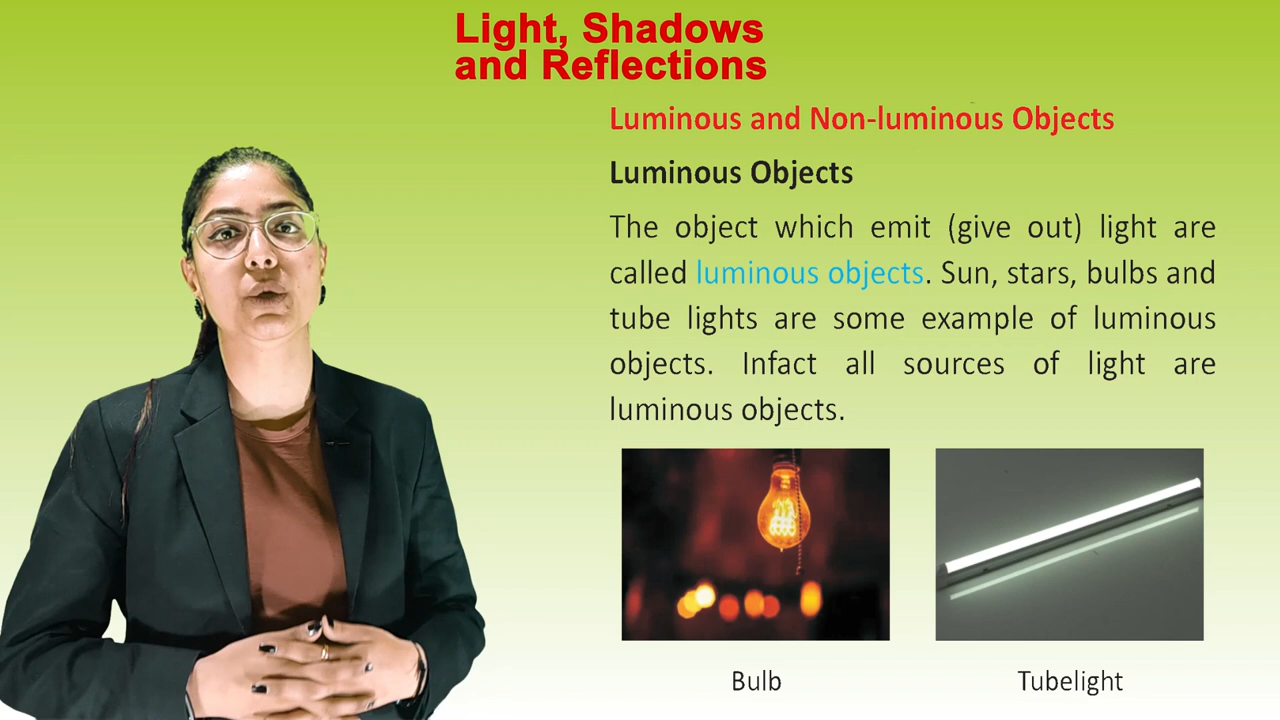 Light, Shadows
and Reflections
Luminous and Non-luminous Objects
Luminous Objects
The object which emit (give out) light are
called luminous objects. Sun, stars, bulbs and
tube lights are some example of luminous
objects. Infact all sources of light are
luminous objects.
Bulb
Tubelight